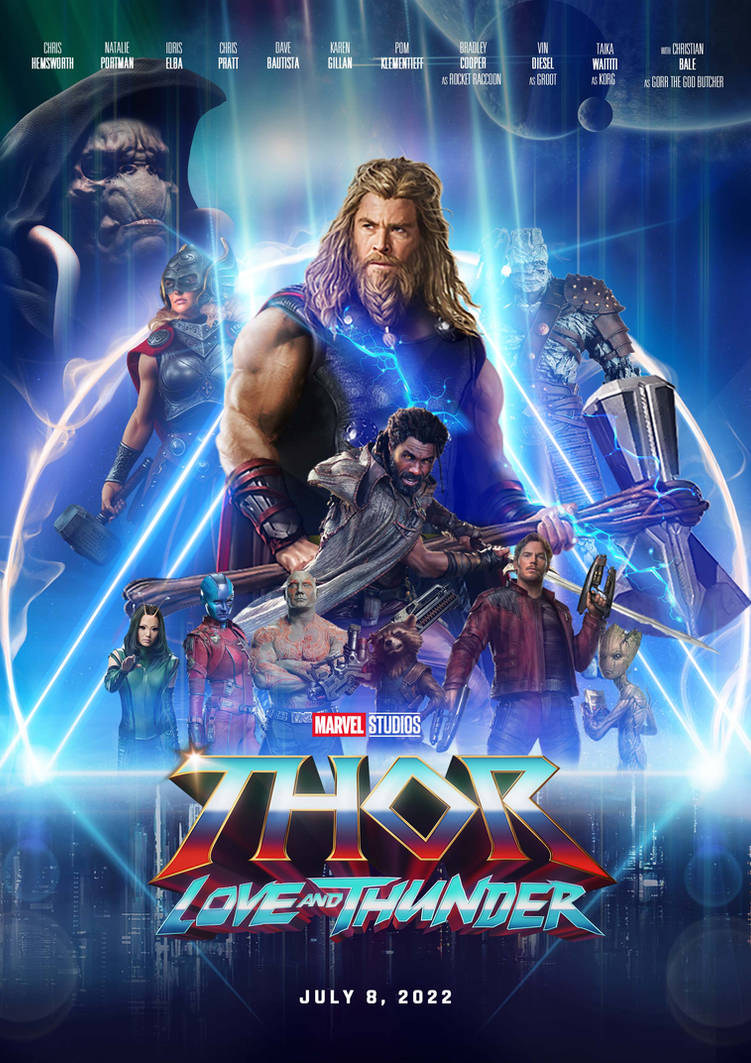 CHRIS HEMSWORTH
NATALIE PORTMAN
IDRIS ELBA
CHRIS PRATT
DAVE BAUTISTA
KAREN GILLAN
POM KLEMENTIEFF
BRADLEY COOPER AS ROCKET RACCOON
VIN DIESEL AS GROOT
TAIKA WAITITI AS KORG
WITH CHRISTIAN BALE AS GORR THE GOD BUTCHER
MARVEL STUDIOS
THOR
LOVE AND THUNDER
JULY 8, 2022